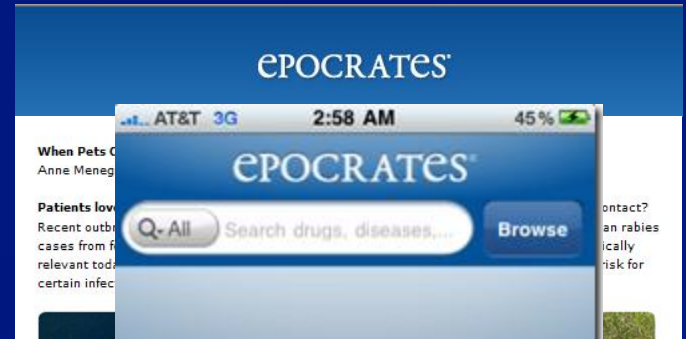 epocrates®
AT&T 3G 2:58 AM 45%
epocrates®
When Pets
Anne Meneg
Q- All Search drugs, diseases,... Browse
Patients lov ontact?
Recent outbr an rabies
cases from f ically
relevant toda risk for
certain infec